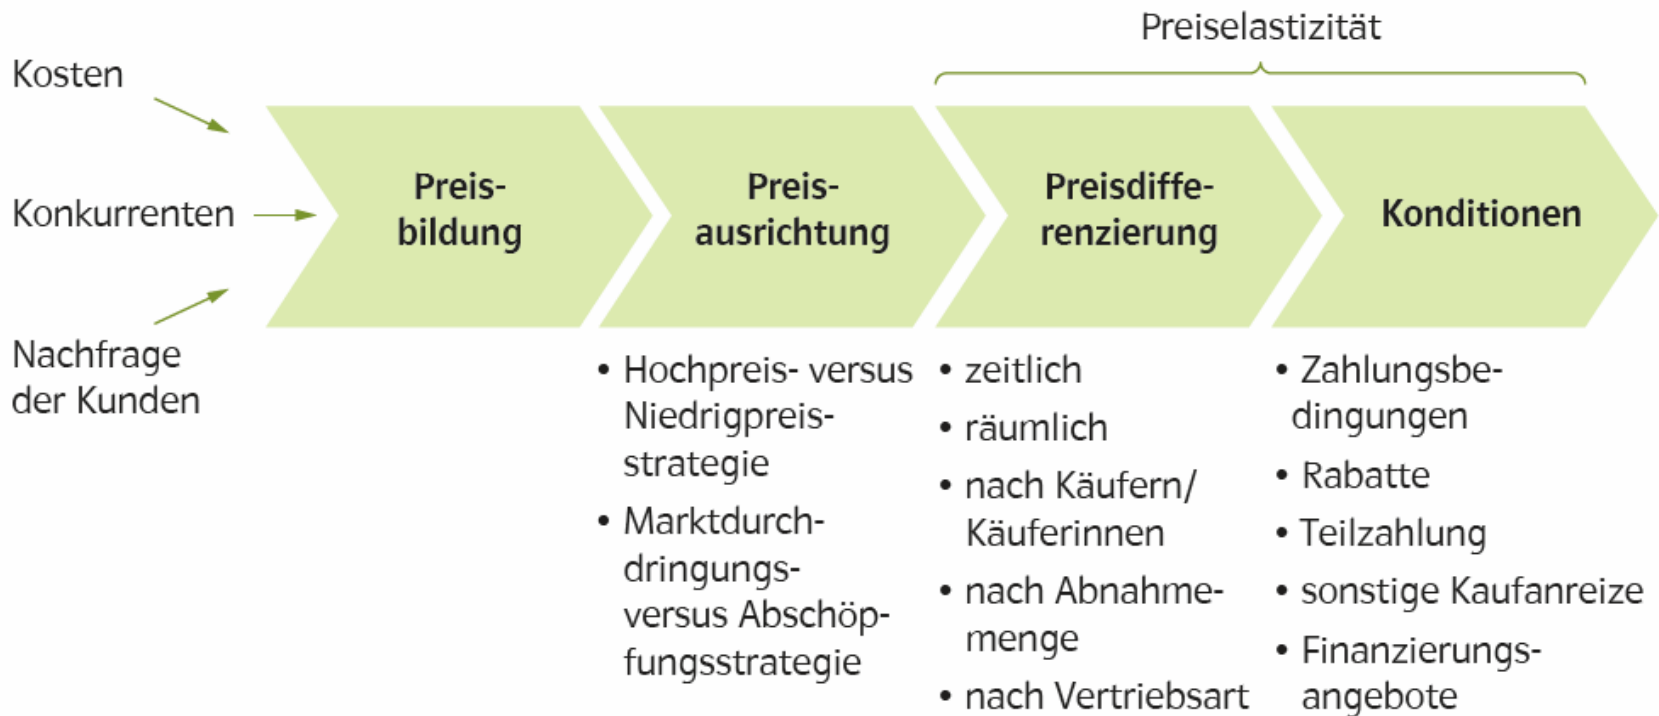 Preiselastizität
Kosten
Konkurrenten
Nachfrage
der Kunden
Preis-
bildung
Preis-
ausrichtung
Preisdiffe-
renzierung
Konditionen
• Hochpreis- versus
Niedrigpreis-
strategie
• Marktdurch-
dringungs-
versus Abschöp-
fungsstrategie
• zeitlich
• räumlich
• nach Käufern/
Käuferinnen
• nach Abnahme-
menge
• nach Vertriebsart
• Zahlungsbe-
dingungen
• Rabatte
• Teilzahlung
• sonstige Kaufanreize
• Finanzierungs-
angebote